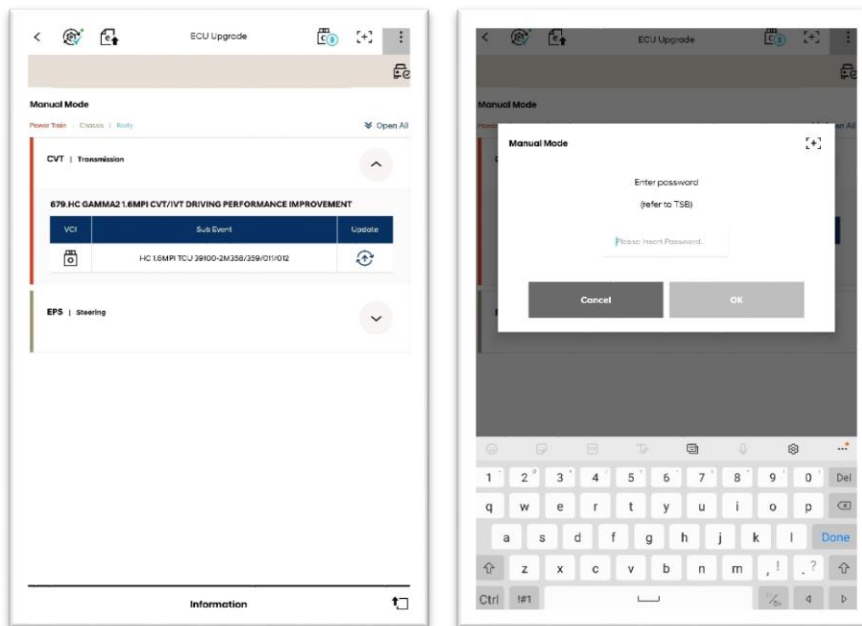 ECU Upgrade
Manual Mode
Power Train | Chassis | Body
Open All
CVT | Transmission
679.HC GAMMA2 1.6MPI CVT/IVT DRIVING PERFORMANCE IMPROVEMENT
VCI Sub Event Update
HC 1.6MPI TCU 39100-2M358/359/011/012
EPS | Steering
Information
ECU Upgrade
Manual Mode
Manual Mode
Enter password
(refer to TSB)
Please Insert Password.
Cancel OK
1 2 3 4 5 6 7 8 9 0 Del
q w e r t y u i o p
a s d f g h j k l Done
z x c v b n m , ! . ?
Ctrl !#1